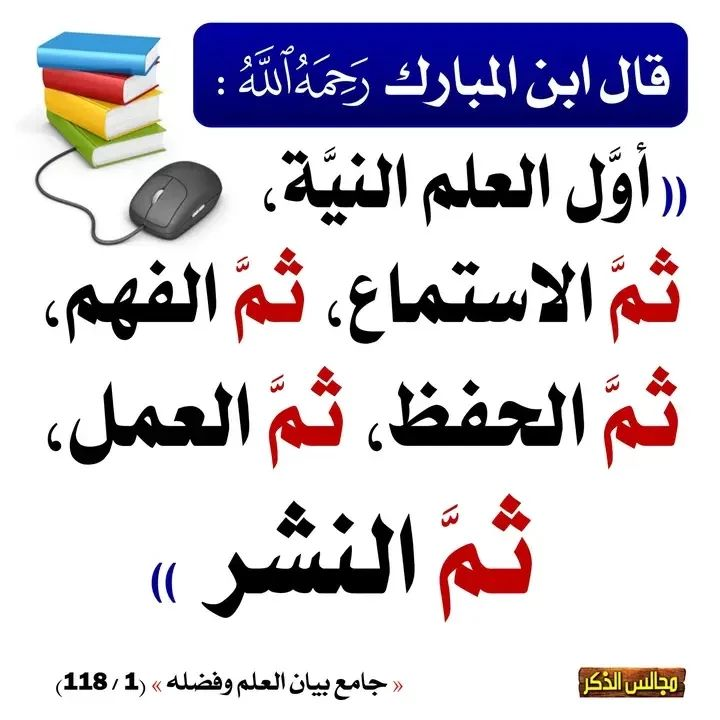 قال ابن المبارك رَحِمَهُ ٱللَّهُ :
(( أوَّل العلم النيَّة،
ثمَّ الاستماع، ثمَّ الفهم،
ثمَّ الحفظ، ثمَّ العمل،
ثمَّ النشر ))
« جامع بيان العلم وفضله » (1 / 118)
مجالس الذكر